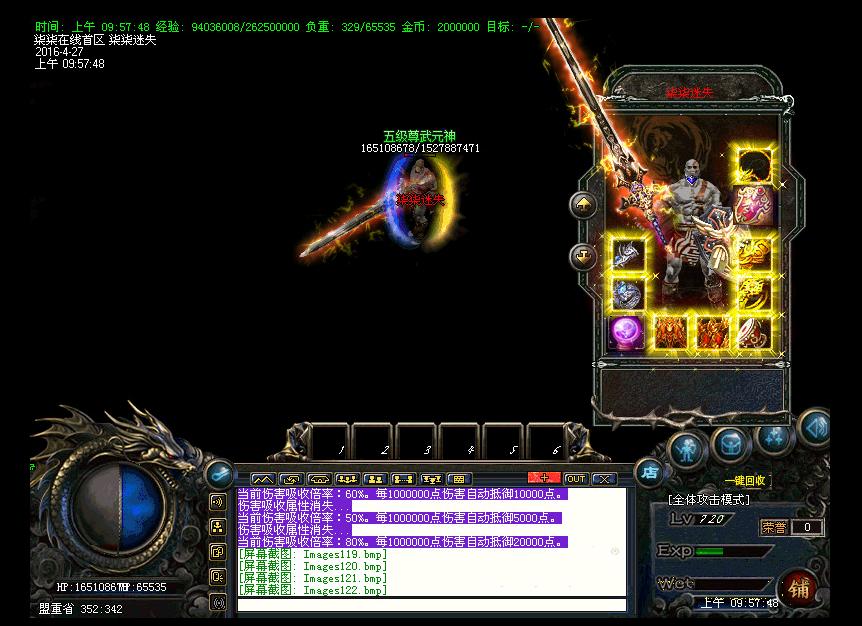 时间: 上午 09:57:48 经验: 94036008/262500000 负重: 329/65535 金币: 2000000 目标: -/-
柒柒在线首区 柒柒迷失
2016-4-27
上午 09:57:48
柒柒迷失
五级尊武元神
165108678/1527887471
柒柒迷失
1 2 3 4 5 6
OUT
店
一键回收
当前伤害吸收倍率：60%。每1000000点伤害自动抵御10000点。
伤害吸收属性消失...
当前伤害吸收倍率：50%。每1000000点伤害自动抵御5000点。
伤害吸收属性消失...
当前伤害吸收倍率：80%。每1000000点伤害自动抵御20000点。
[屏幕截图: Images119.bmp]
[屏幕截图: Images120.bmp]
[屏幕截图: Images121.bmp]
[屏幕截图: Images122.bmp]
[全体攻击模式]
Lv 720
荣誉 0
Exp
Wet
铺
上午 09:57:48
HP:165108678 MP:65535
盟重省 352:342